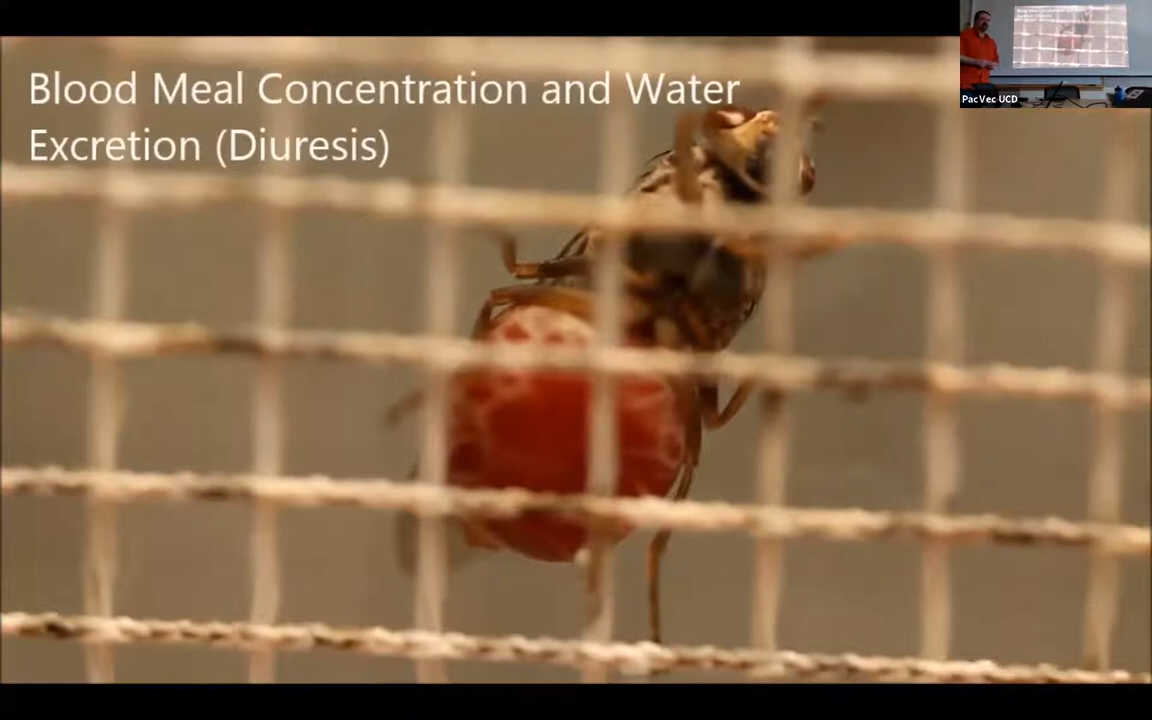 Blood Meal Concentration and Water
Excretion (Diuresis)
PacVec UCD